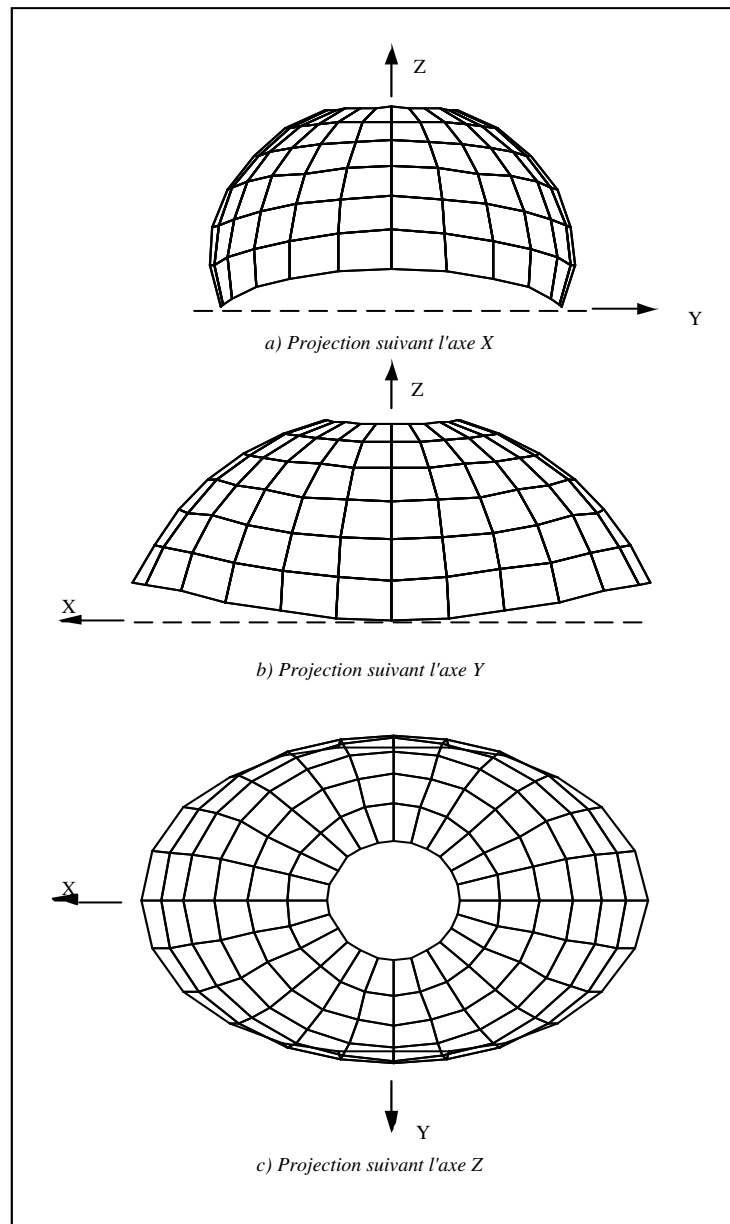 Z
Y
a) Projection suivant l'axe X
Z
X
b) Projection suivant l'axe Y
X
Y
c) Projection suivant l'axe Z